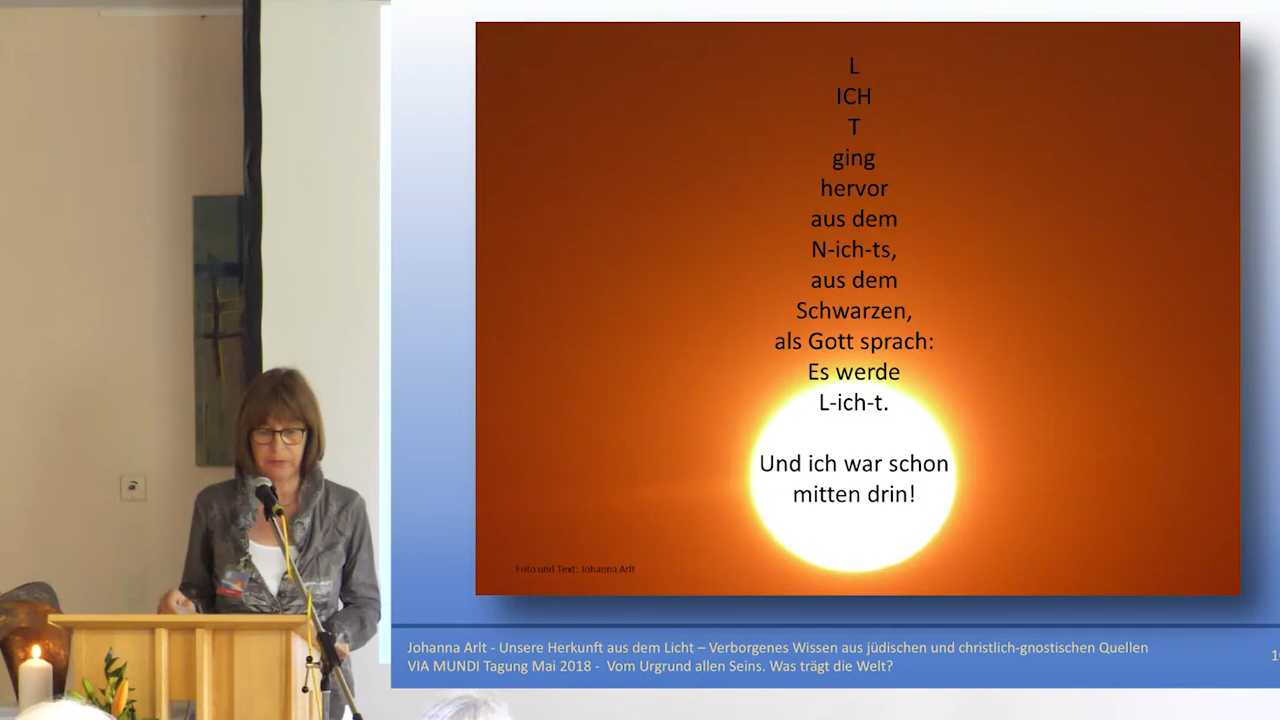 L
ICH
T
ging
hervor
aus dem
N-ich-ts,
aus dem
Schwarzen,
als Gott sprach:
Es werde
L-ich-t.
Und ich war schon
mitten drin!
Foto und Text: Johanna Arlt
Johanna Arlt - Unsere Herkunft aus dem Licht – Verborgenes Wissen aus jüdischen und christlich-gnostischen Quellen
VIA MUNDI Tagung Mai 2018 - Vom Urgrund allen Seins. Was trägt die Welt?